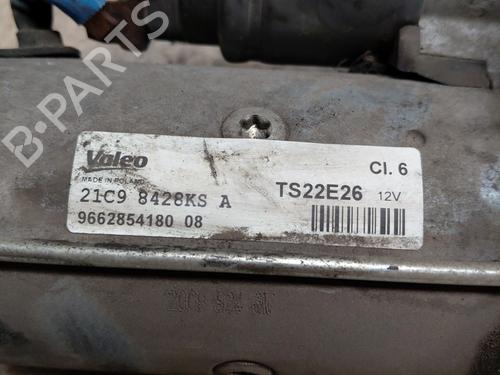 B-PARTS
Valeo
MADE IN POLAND
Cl. 6
21C9 8428KS A
TS22E26 12V
9662854180 08